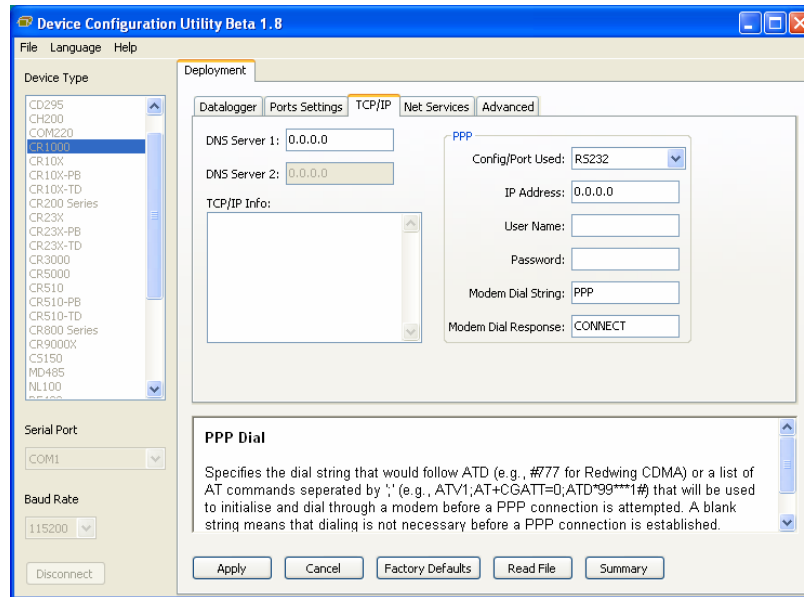 Device Configuration Utility Beta 1.8
File Language Help
Device Type
CD295
CH200
COM220
CR1000
CR10X
CR10X-PB
CR10X-TD
CR200 Series
CR23X
CR23X-PB
CR23X-TD
CR3000
CR5000
CR510
CR510-PB
CR510-TD
CR800 Series
CR9000X
CS150
MD485
NL100
Serial Port
COM1
Baud Rate
115200
Disconnect
Deployment
Datalogger Ports Settings TCP/IP Net Services Advanced
DNS Server 1: 0.0.0.0
DNS Server 2: 0.0.0.0
TCP/IP Info:
PPP
Config/Port Used: RS232
IP Address: 0.0.0.0
User Name:
Password:
Modem Dial String: PPP
Modem Dial Response: CONNECT
PPP Dial
Specifies the dial string that would follow ATD (e.g., #777 for Redwing CDMA) or a list of
AT commands seperated by ';' (e.g., ATV1;AT+CGATT=0;ATD*99***1#) that will be used
to initialise and dial through a modem before a PPP connection is attempted. A blank
string means that dialing is not necessary before a PPP connection is established.
Apply Cancel Factory Defaults Read File Summary